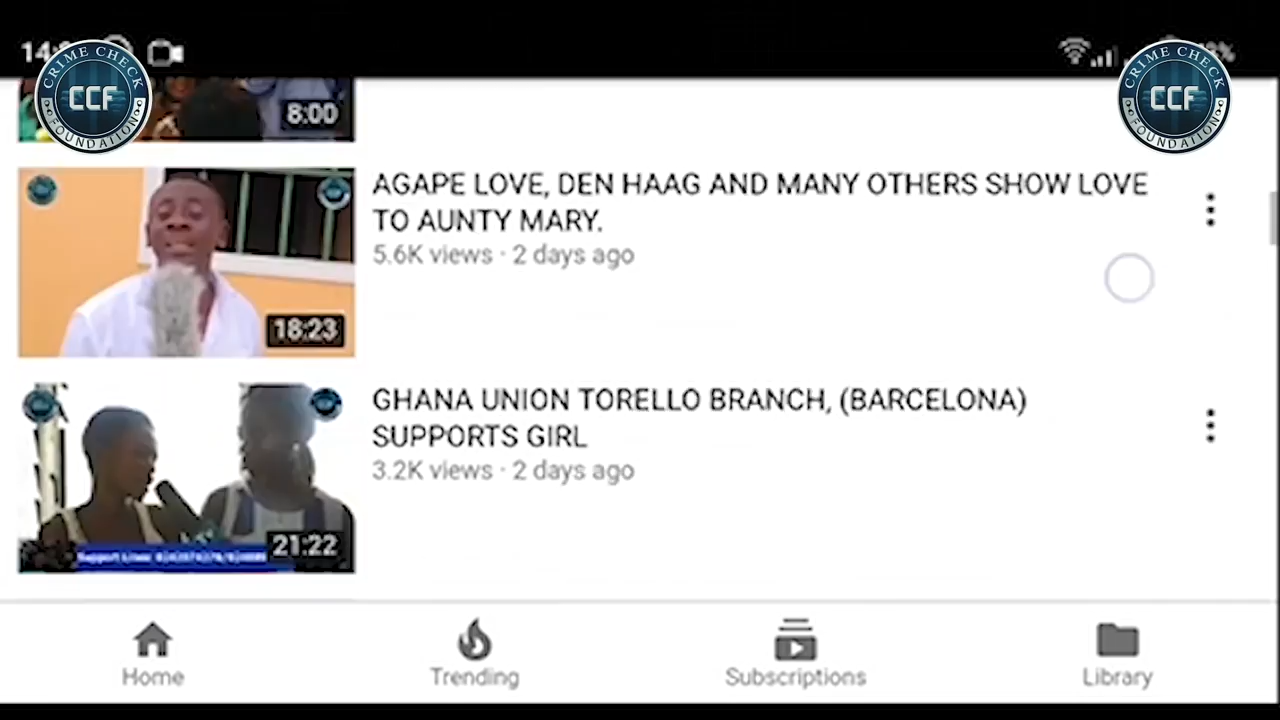 CRIME CHECK
CCF
FOUNDATION
CRIME CHECK
CCF
FOUNDATION
8:00
AGAPE LOVE, DEN HAAG AND MANY OTHERS SHOW LOVE
TO AUNTY MARY.
5.6K views · 2 days ago
18:23
GHANA UNION TORELLO BRANCH, (BARCELONA)
SUPPORTS GIRL
3.2K views · 2 days ago
21:22
Support Lines:
Home
Trending
Subscriptions
Library